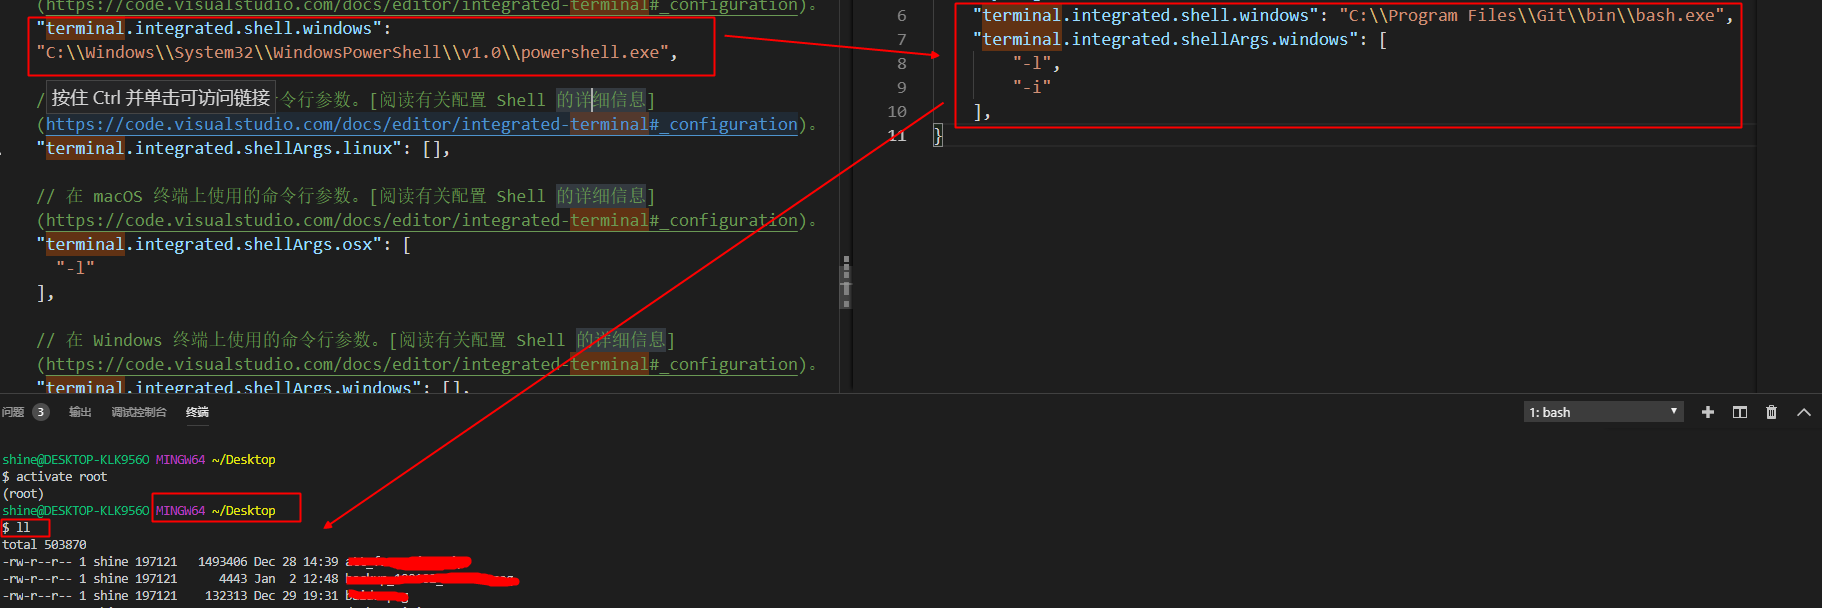 (https://code.visualstudio.com/docs/editor/integrated-terminal#_configuration)。
"terminal.integrated.shell.windows":
"C:\\Windows\\System32\\WindowsPowerShell\\v1.0\\powershell.exe",
/ 按住 Ctrl 并单击可访问链接 令行参数。[阅读有关配置 Shell 的详细信息]
(https://code.visualstudio.com/docs/editor/integrated-terminal#_configuration)。
"terminal.integrated.shellArgs.linux": [],
// 在 macOS 终端上使用的命令行参数。[阅读有关配置 Shell 的详细信息]
(https://code.visualstudio.com/docs/editor/integrated-terminal#_configuration)。
"terminal.integrated.shellArgs.osx": [
"-l"
],
// 在 Windows 终端上使用的命令行参数。[阅读有关配置 Shell 的详细信息]
(https://code.visualstudio.com/docs/editor/integrated-terminal#_configuration)。
"terminal.integrated.shellArgs.windows": [],
6 "terminal.integrated.shell.windows": "C:\\Program Files\\Git\\bin\\bash.exe",
7 "terminal.integrated.shellArgs.windows": [
8 "-l",
9 "-i"
10 ],
11 }
问题 3 输出 调试控制台 终端 1: bash
shine@DESKTOP-KLK956O MINGW64 ~/Desktop
$ activate root
(root)
shine@DESKTOP-KLK956O MINGW64 ~/Desktop
$ ll
total 503870
-rw-r--r-- 1 shine 197121 1493406 Dec 28 14:39
-rw-r--r-- 1 shine 197121 4443 Jan 2 12:48
-rw-r--r-- 1 shine 197121 132313 Dec 29 19:31